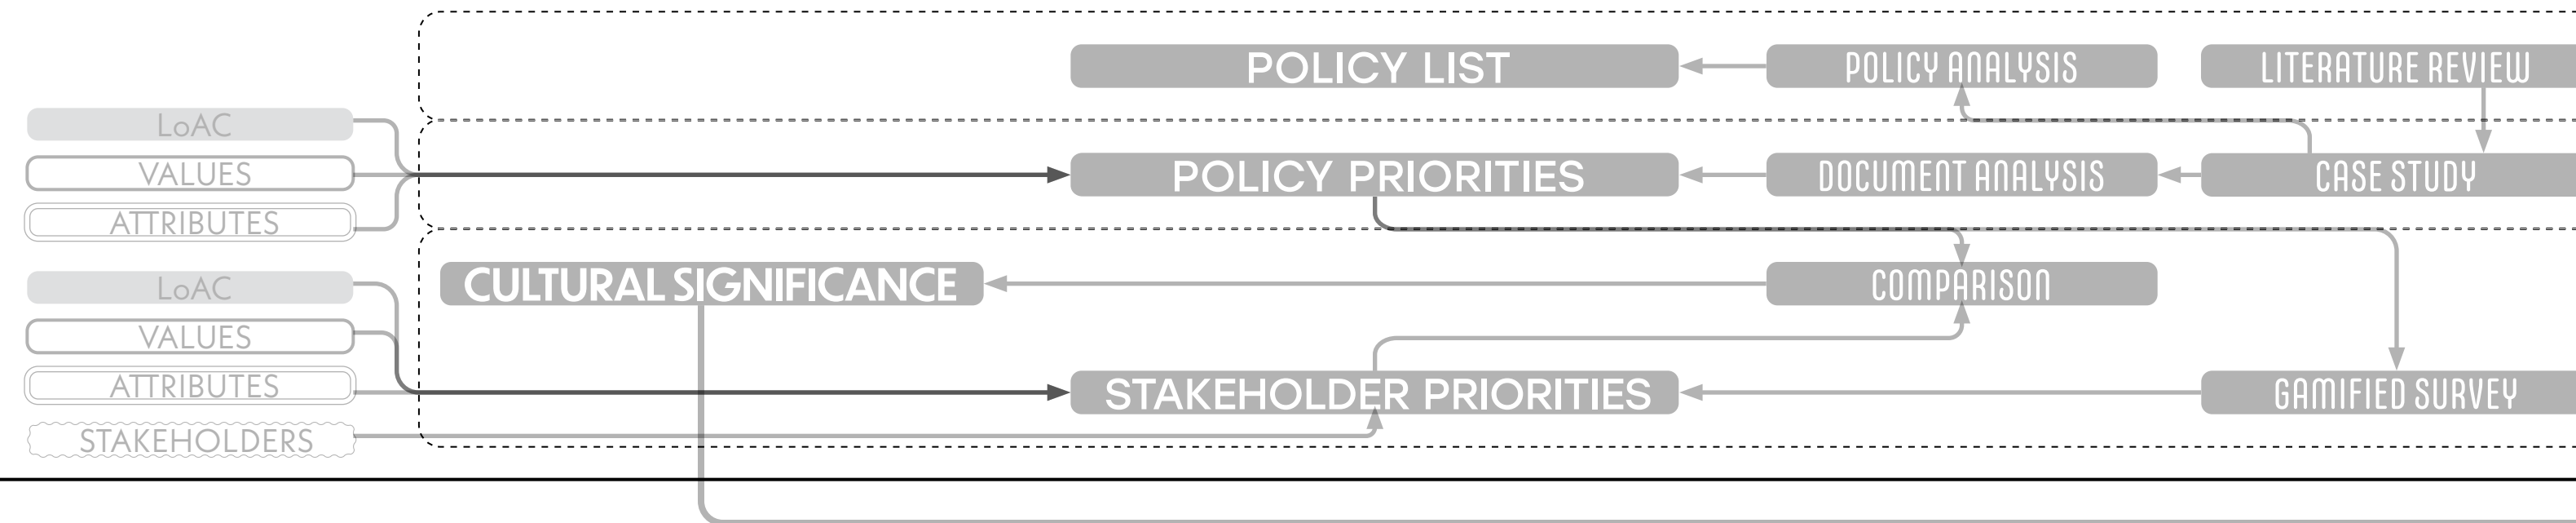 POLICY LIST
POLICY ANALYSIS
LITERATURE REVIEW
LoAC
VALUES
ATTRIBUTES
POLICY PRIORITIES
DOCUMENT ANALYSIS
CASE STUDY
LoAC
VALUES
ATTRIBUTES
STAKEHOLDERS
CULTURAL SIGNIFICANCE
COMPARISON
STAKEHOLDER PRIORITIES
GAMIFIED SURVEY